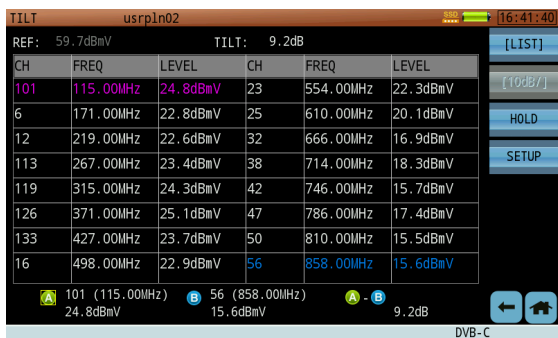 TILT usrpln02 SSD 16:41:40
REF: 59.7dBmV TILT: 9.2dB [LIST]
CH FREQ LEVEL CH FREQ LEVEL [10dB/]
101 115.00MHz 24.8dBmV 23 554.00MHz 22.3dBmV
6 171.00MHz 22.8dBmV 25 610.00MHz 20.1dBmV HOLD
12 219.00MHz 22.6dBmV 32 666.00MHz 16.9dBmV
113 267.00MHz 23.4dBmV 38 714.00MHz 18.3dBmV SETUP
119 315.00MHz 24.3dBmV 42 746.00MHz 15.7dBmV
126 371.00MHz 25.1dBmV 47 786.00MHz 17.4dBmV
133 427.00MHz 23.7dBmV 50 810.00MHz 15.5dBmV
16 498.00MHz 22.9dBmV 56 858.00MHz 15.6dBmV
A 101 (115.00MHz) B 56 (858.00MHz) A - B
24.8dBmV 15.6dBmV 9.2dB
DVB-C